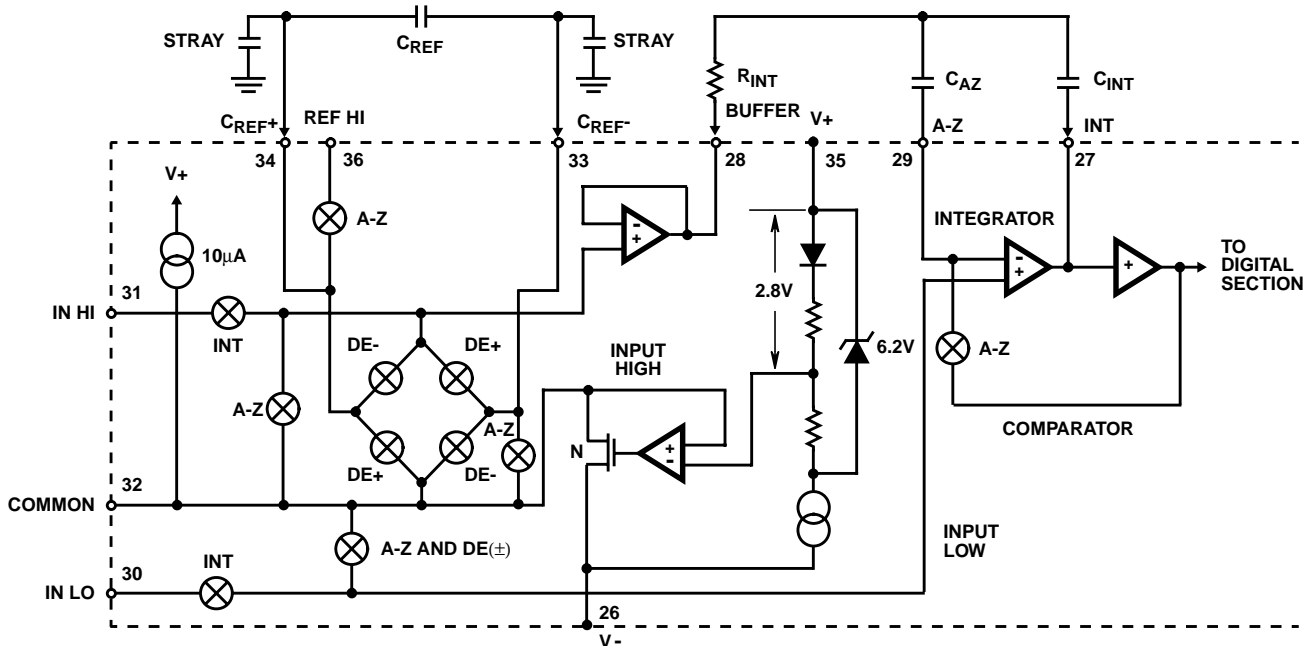 STRAY
CREF
STRAY
RINT
CAZ
CINT
BUFFER
V+
A-Z
INT
CREF+
REF HI
CREF-
34
36
33
28
35
29
27
V+
A-Z
10μA
INTEGRATOR
-
+
-
+
+
TO
DIGITAL
SECTION
2.8V
31
IN HI
INT
DE-
DE+
6.2V
A-Z
INPUT
HIGH
A-Z
A-Z
COMPARATOR
DE+
DE-
N
+
-
32
COMMON
A-Z AND DE(±)
INPUT
LOW
INT
30
IN LO
26
V-